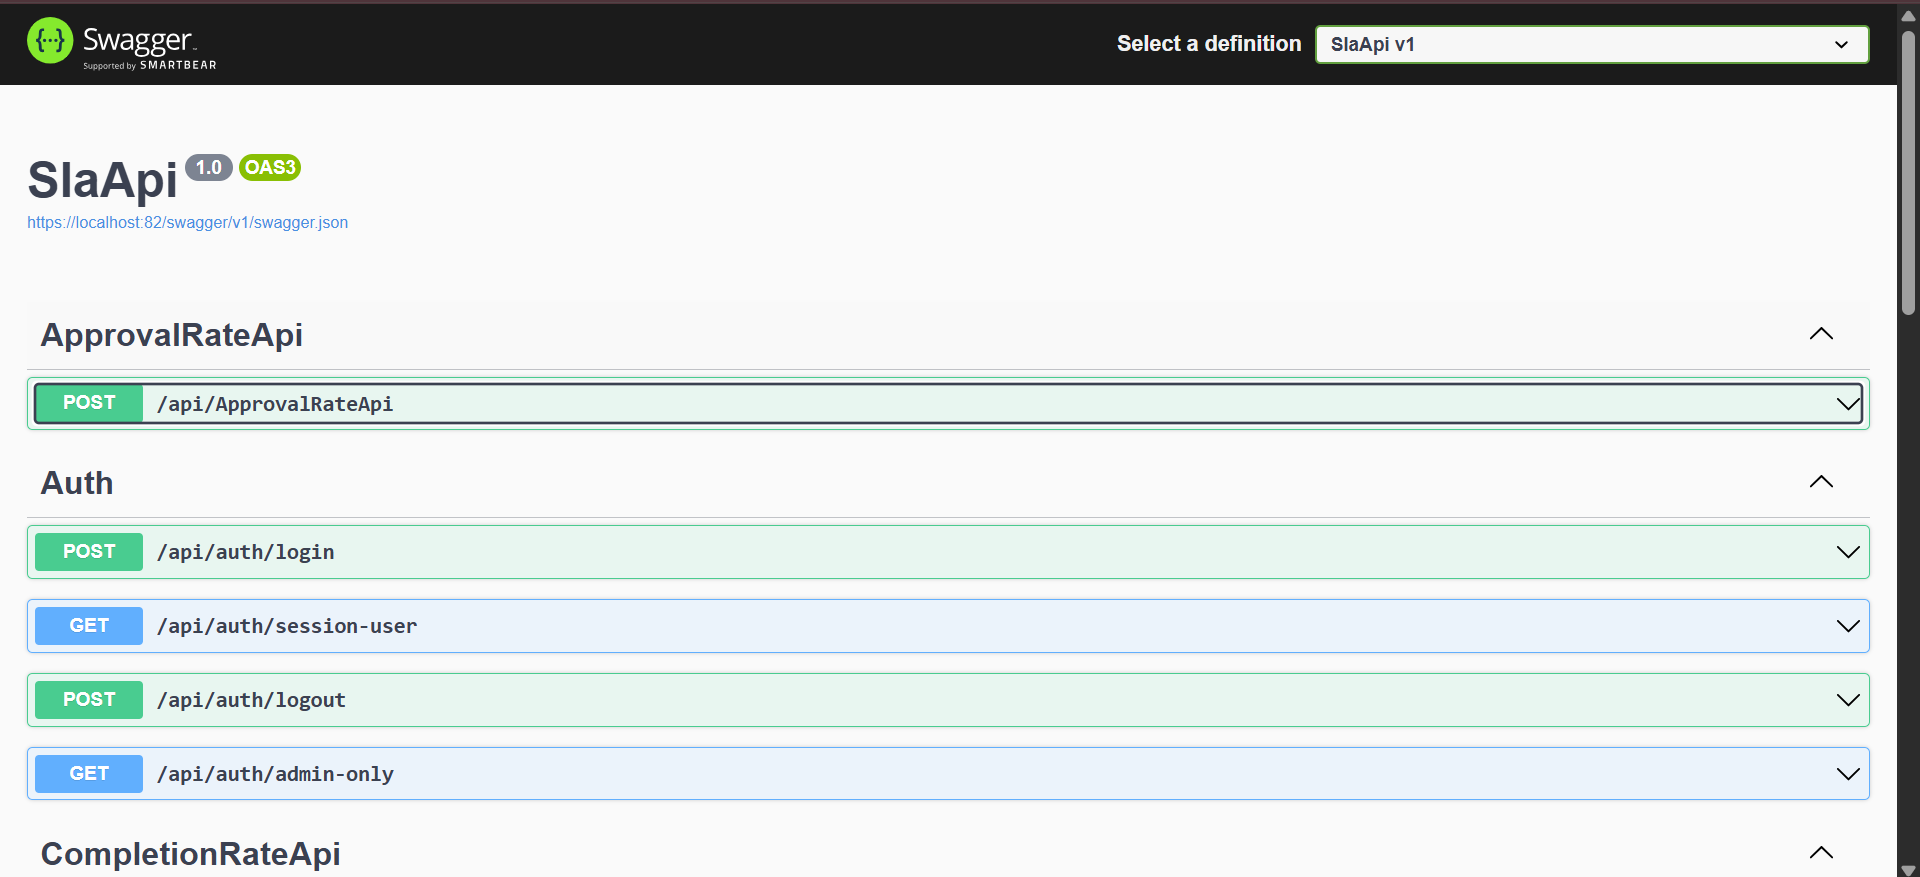 Swagger
Supported by SMARTBEAR
Select a definition
SlaApi v1
SlaApi 1.0 OAS3
https://localhost:82/swagger/v1/swagger.json
ApprovalRateApi
POST /api/ApprovalRateApi
Auth
POST /api/auth/login
GET /api/auth/session-user
POST /api/auth/logout
GET /api/auth/admin-only
CompletionRateApi